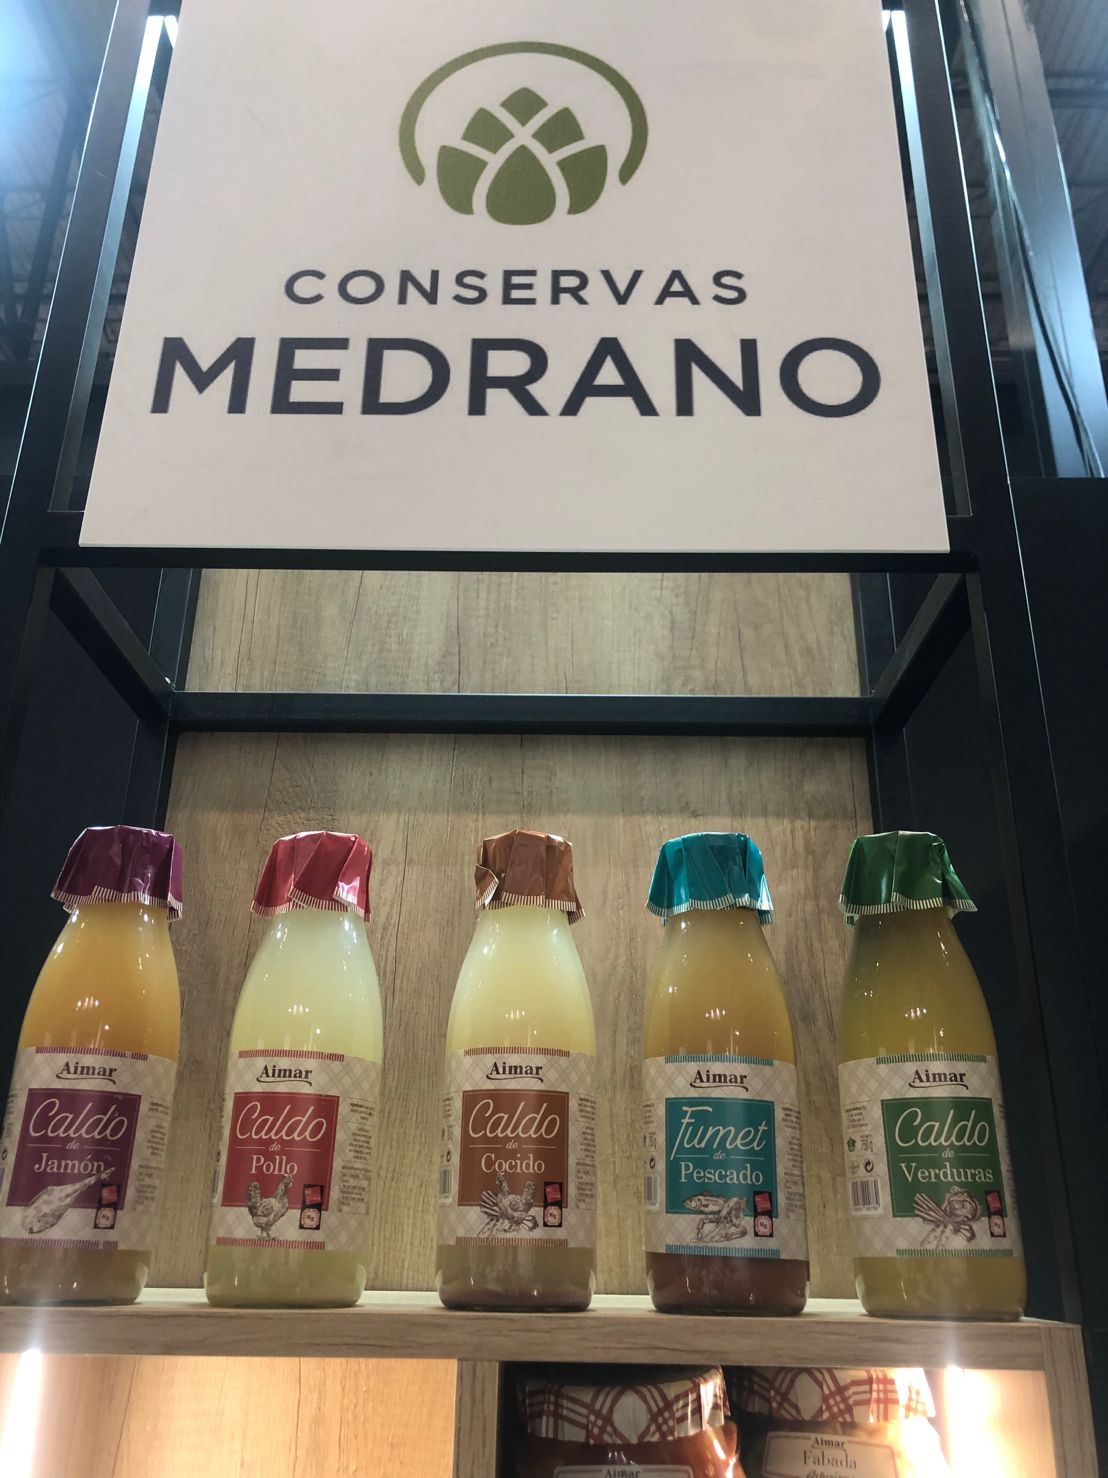 CONSERVAS
MEDRANO
Aimar
Caldo
de
Jamón
Aimar
Caldo
de
Pollo
Aimar
Caldo
de
Cocido
Aimar
Fumet
de
Pescado
Aimar
Caldo
de
Verduras
Aimar
Aimar
Fabada